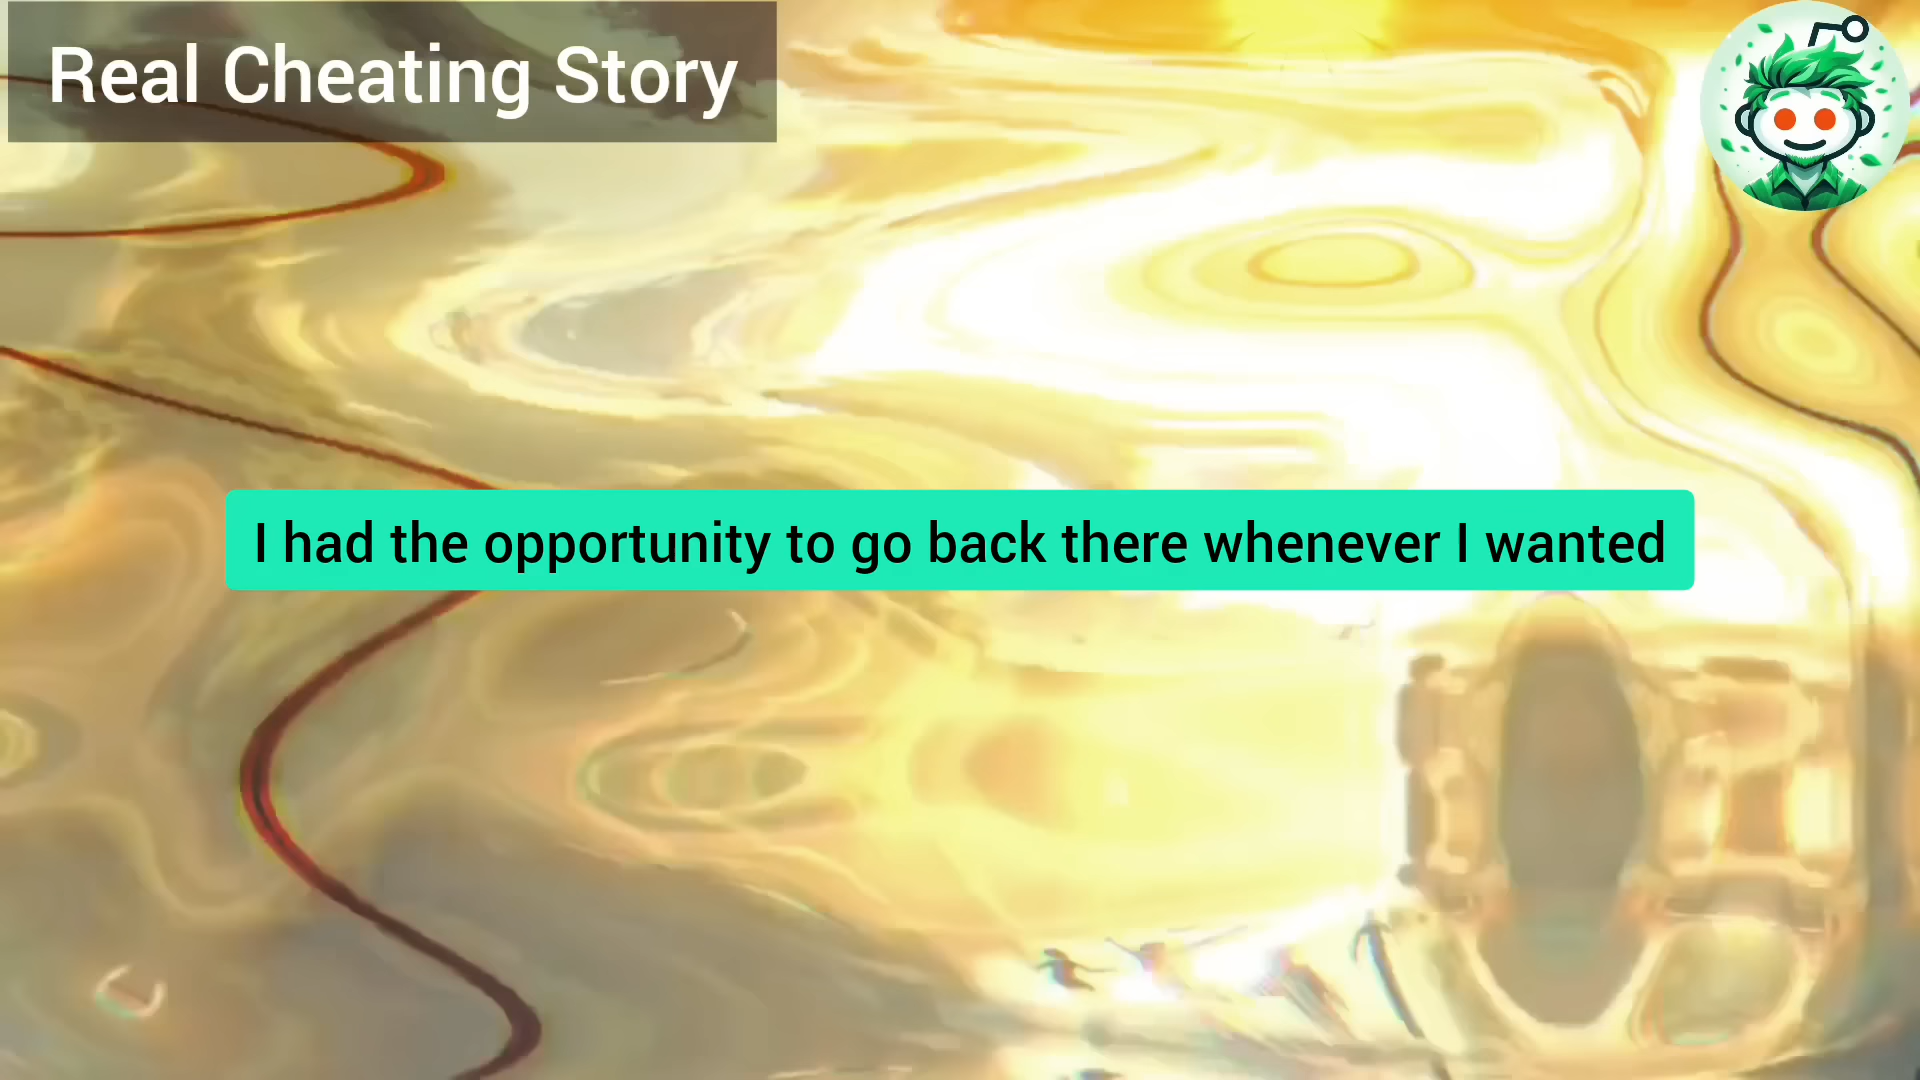 Real Cheating Story
I had the opportunity to go back there whenever I wanted